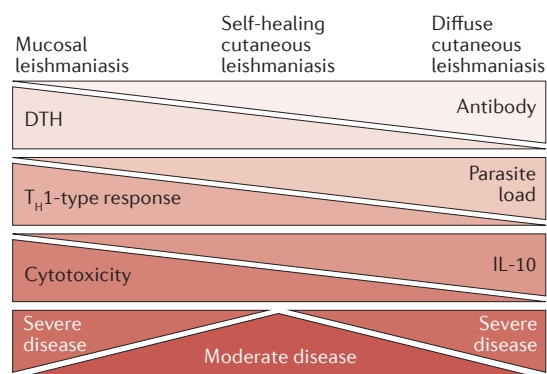 Mucosal
leishmaniasis
Self-healing
cutaneous
leishmaniasis
Diffuse
cutaneous
leishmaniasis
Antibody
DTH
Parasite
load
TH1-type response
IL-10
Cytotoxicity
Severe
disease
Moderate disease
Severe
disease